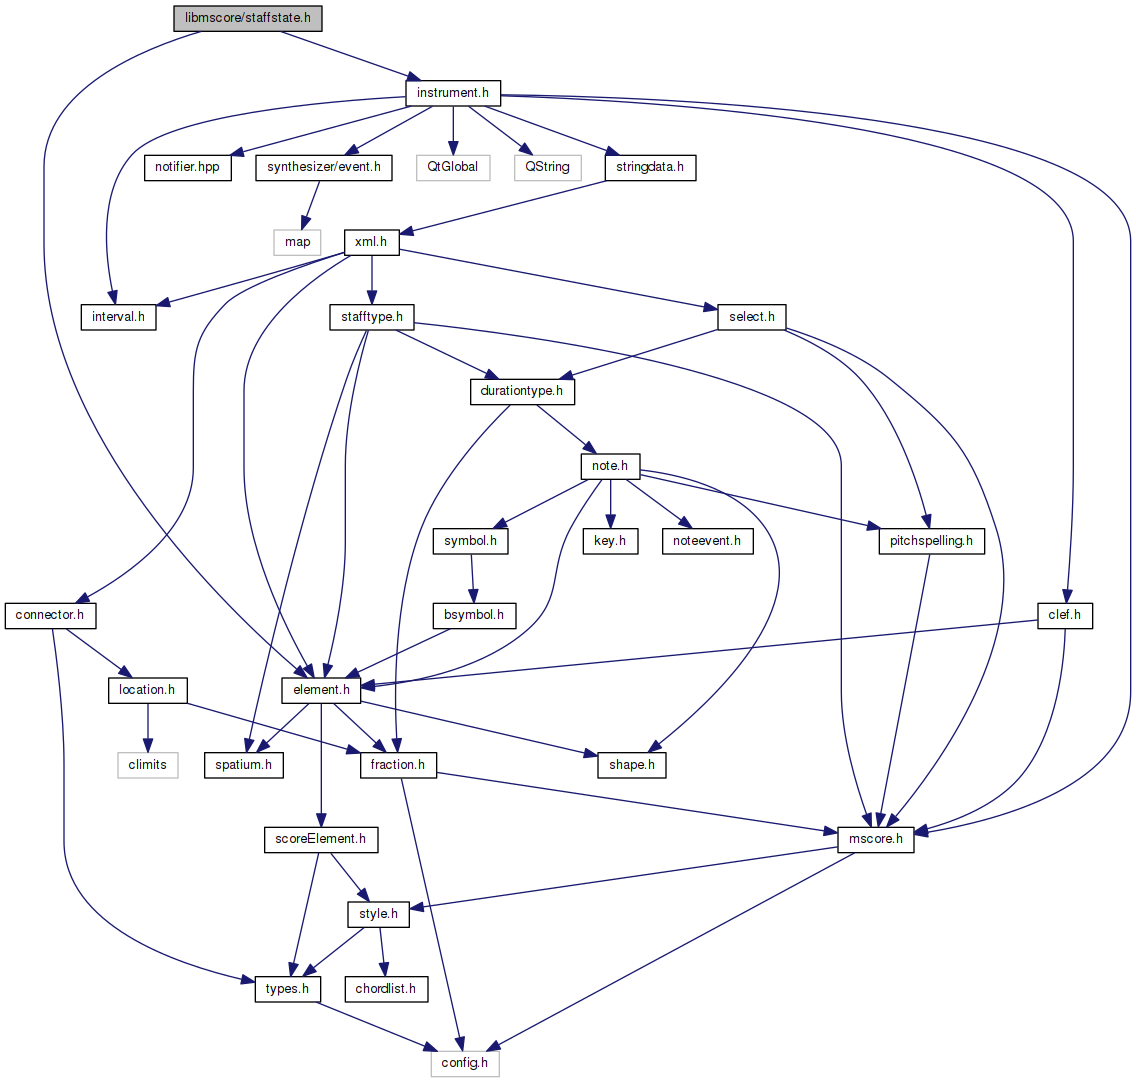 libmscore/staffstate.h
instrument.h
notifier.hpp
synthesizer/event.h
QtGlobal
QString
stringdata.h
map
xml.h
interval.h
stafftype.h
select.h
durationtype.h
note.h
symbol.h
key.h
noteevent.h
pitchspelling.h
connector.h
bsymbol.h
clef.h
location.h
element.h
climits
spatium.h
fraction.h
shape.h
scoreElement.h
mscore.h
style.h
types.h
chordlist.h
config.h